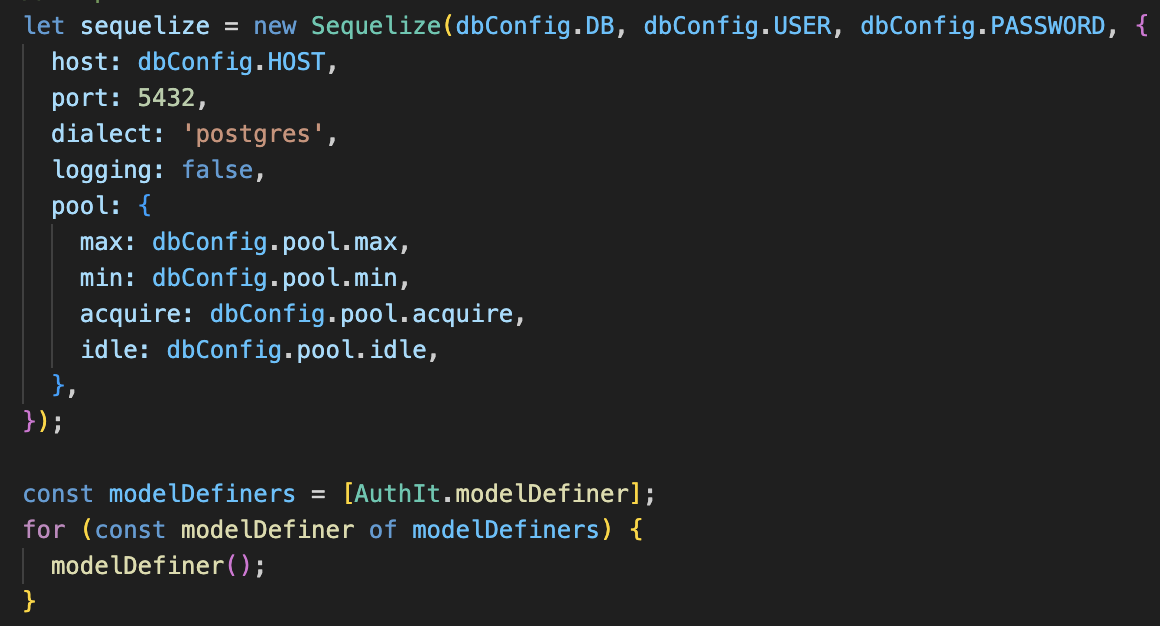 let sequelize = new Sequelize(dbConfig.DB, dbConfig.USER, dbConfig.PASSWORD, {
  host: dbConfig.HOST,
  port: 5432,
  dialect: 'postgres',
  logging: false,
  pool: {
    max: dbConfig.pool.max,
    min: dbConfig.pool.min,
    acquire: dbConfig.pool.acquire,
    idle: dbConfig.pool.idle,
  },
});

const modelDefiners = [AuthIt.modelDefiner];
for (const modelDefiner of modelDefiners) {
  modelDefiner();
}